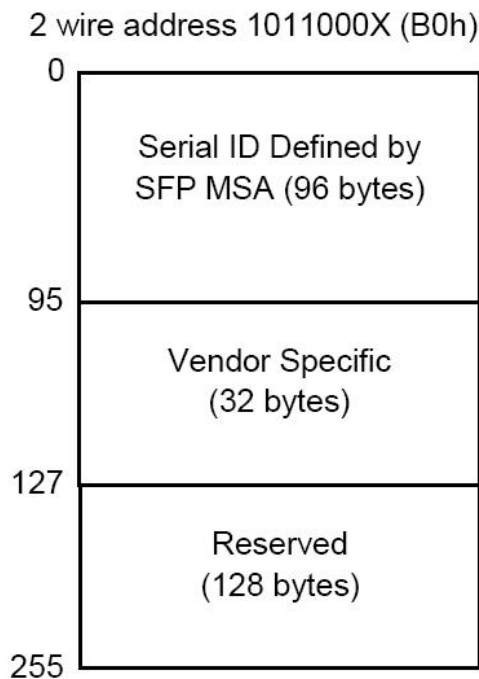 2 wire address 1011000X (B0h)
0
Serial ID Defined by
SFP MSA (96 bytes)
95
Vendor Specific
(32 bytes)
127
Reserved
(128 bytes)
255